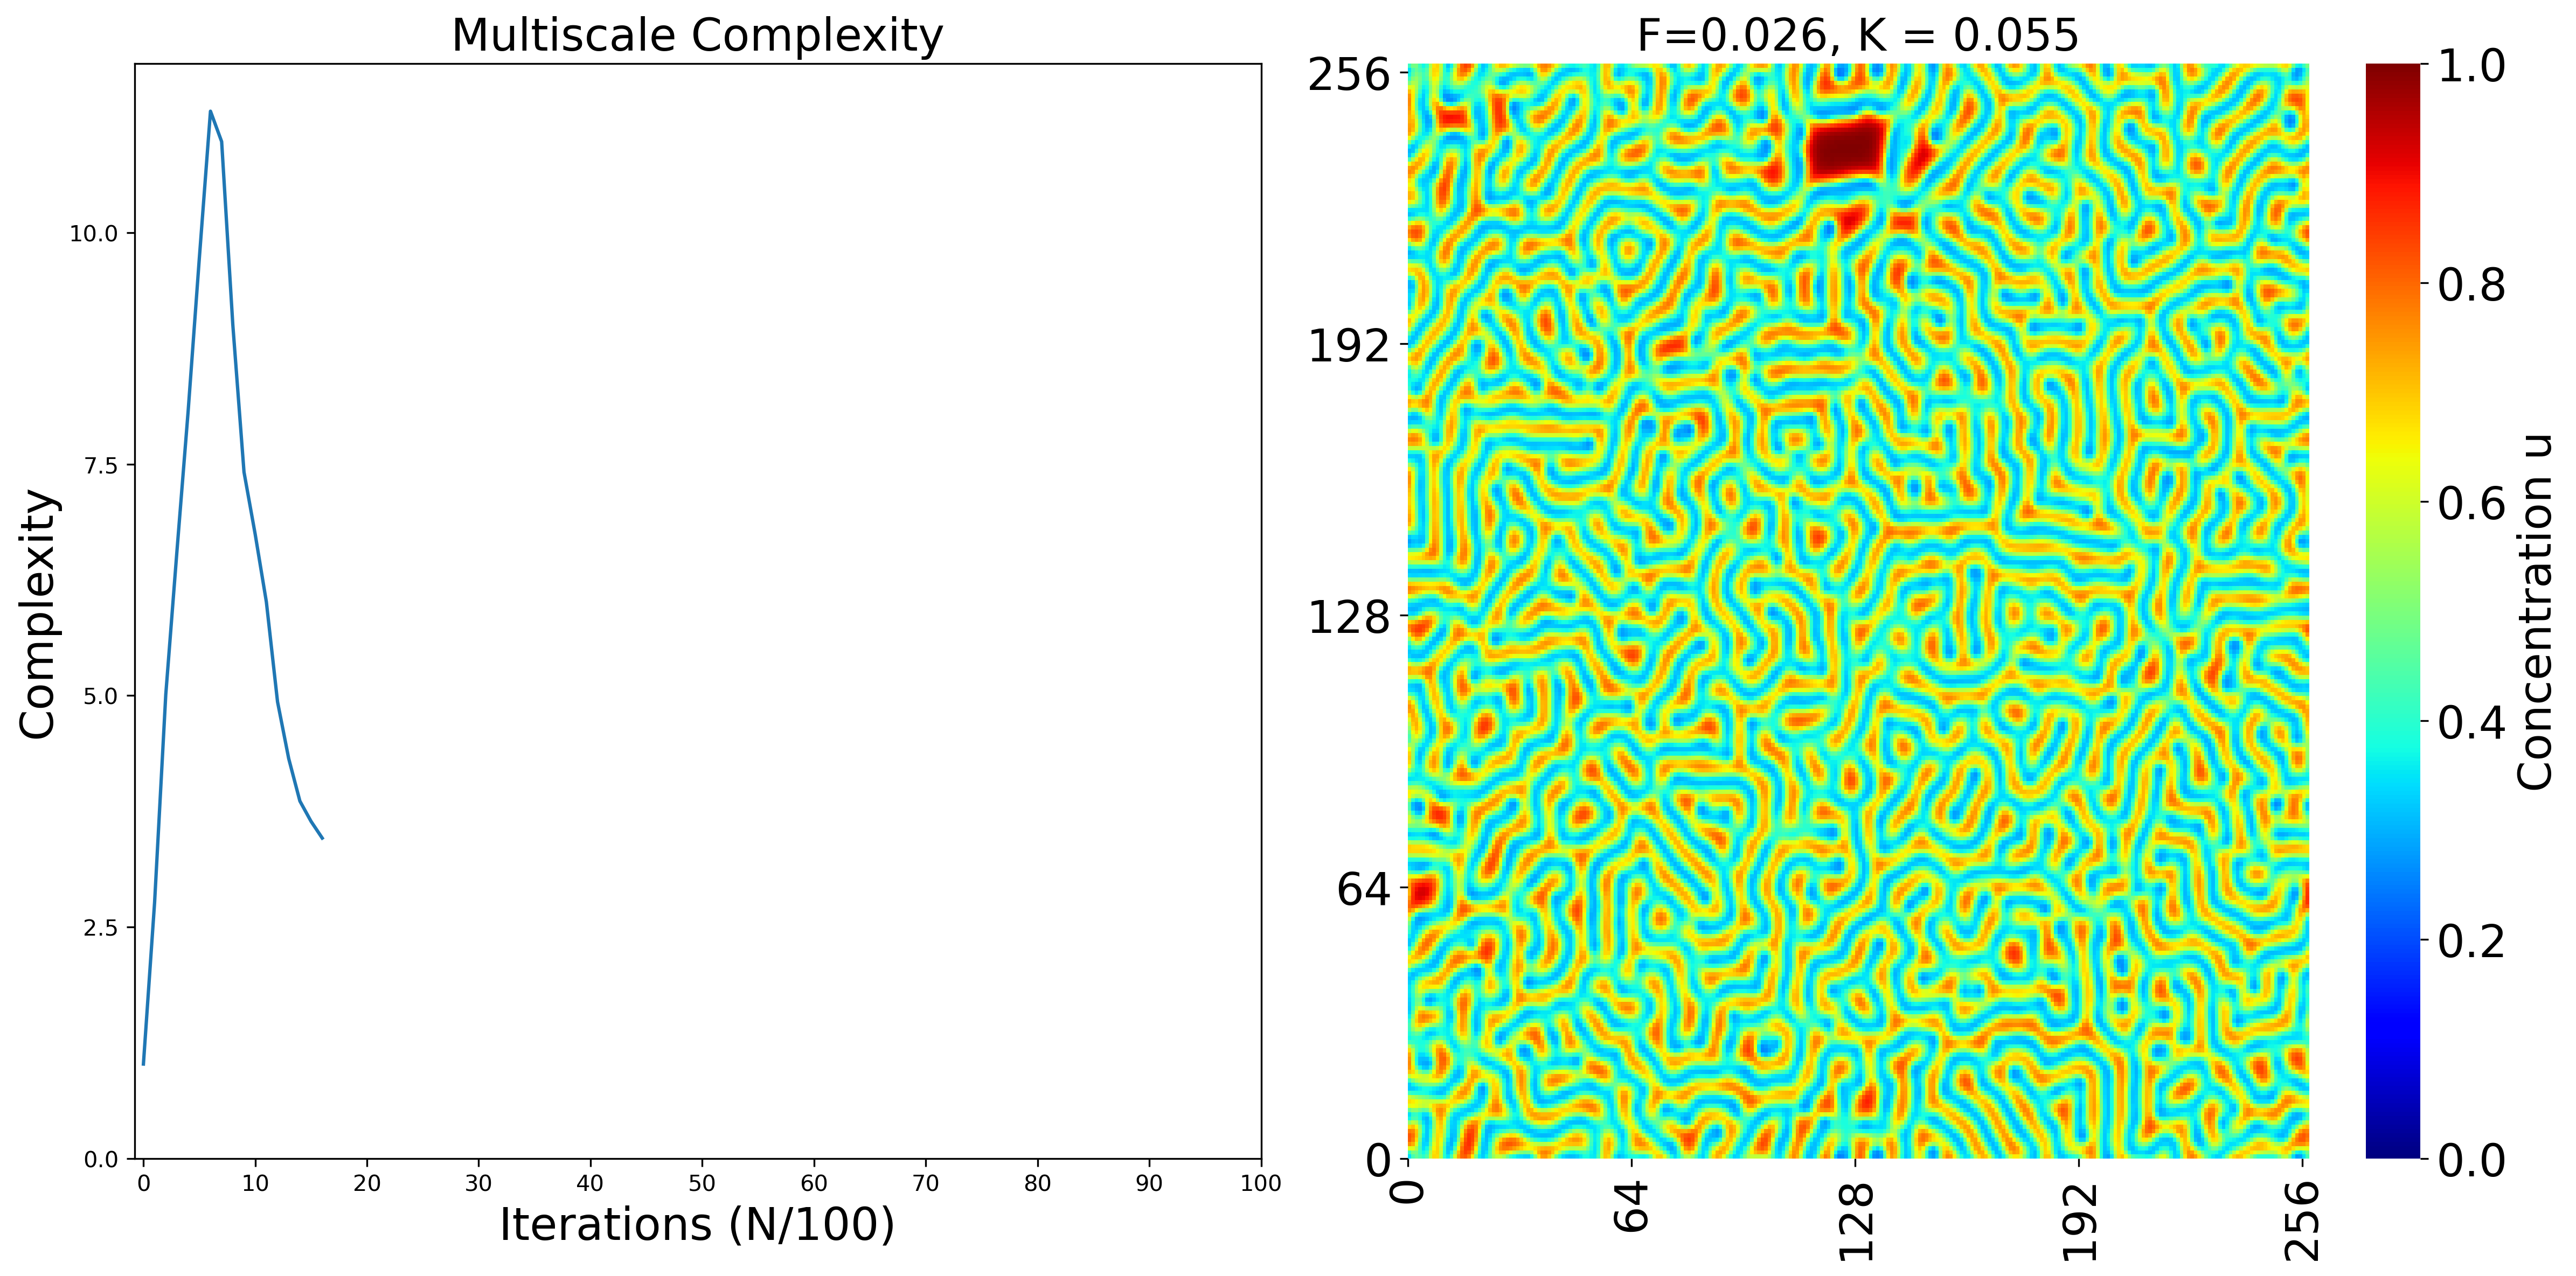 Multiscale Complexity
Complexity
10.0
7.5
5.0
2.5
0.0
0 10 20 30 40 50 60 70 80 90 100
Iterations (N/100)
F=0.026, K = 0.055
256
192
128
64
0
0 64 128 192 256
1.0
0.8
0.6
0.4
0.2
0.0
Concentration u